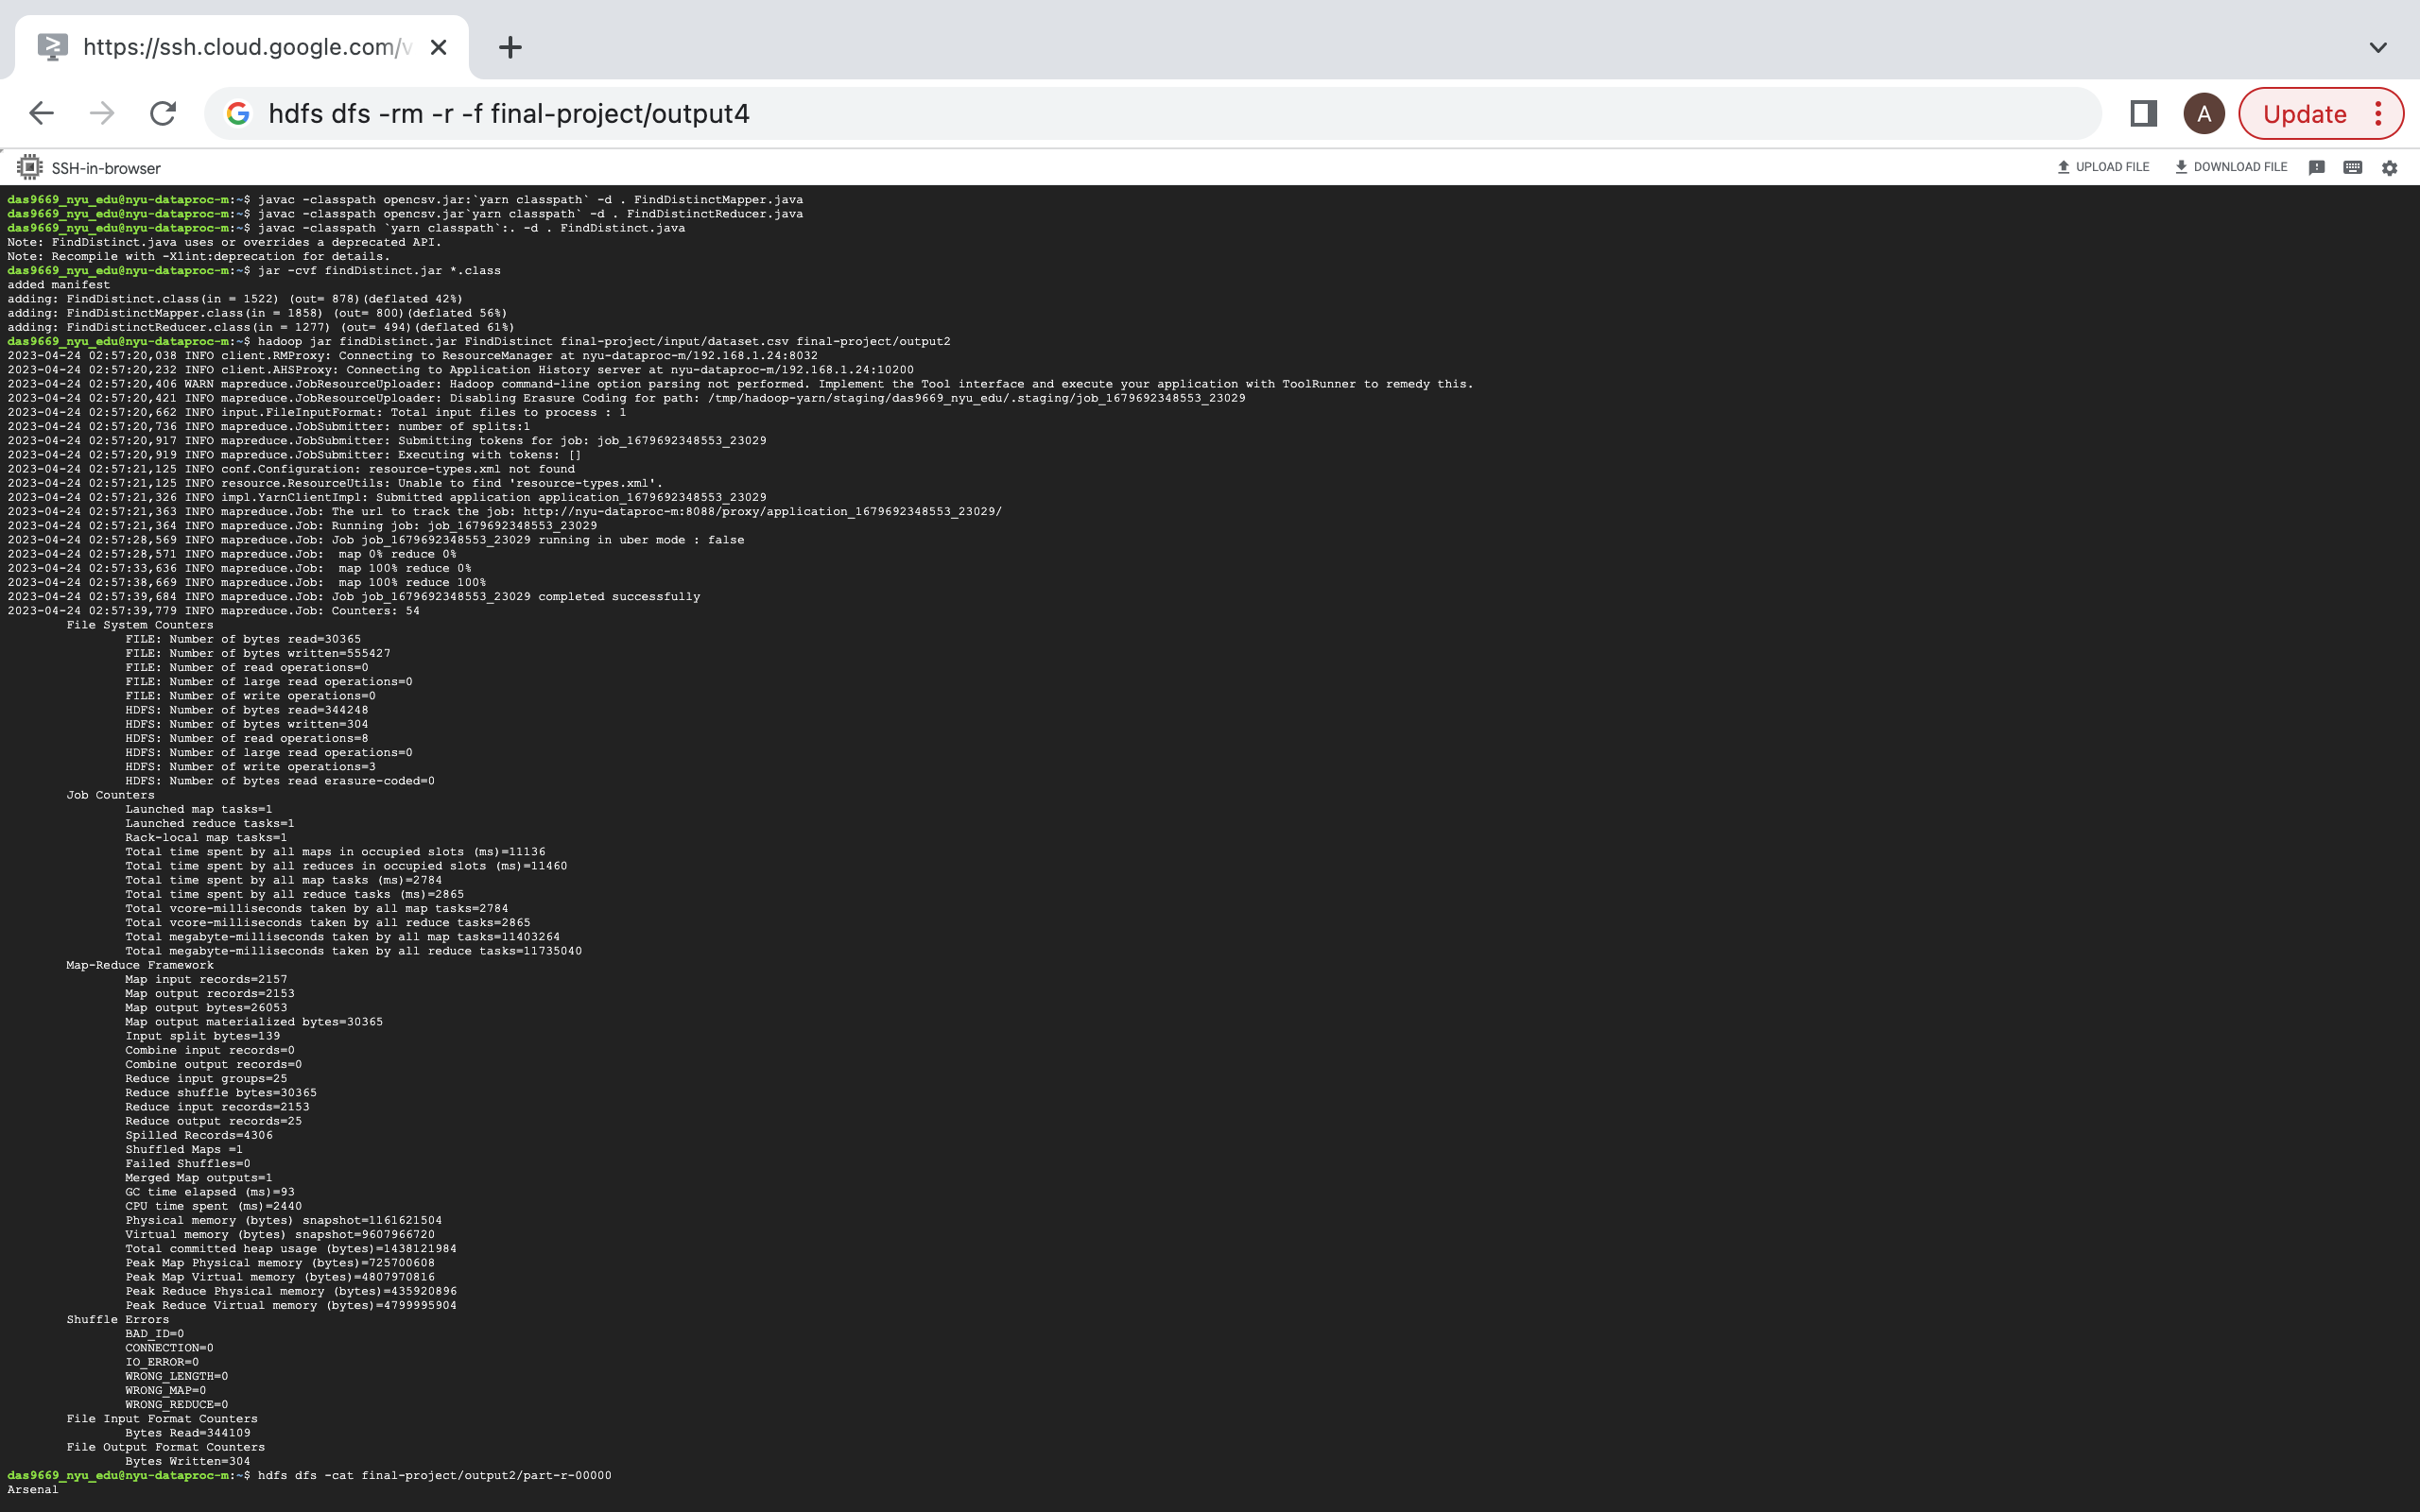 https://ssh.cloud.google.com/v
hdfs dfs -rm -r -f final-project/output4
A
Update
SSH-in-browser
UPLOAD FILE
DOWNLOAD FILE
das9669_nyu_edu@nyu-dataproc-m:~$ javac -classpath opencsv.jar:`yarn classpath` -d . FindDistinctMapper.java
das9669_nyu_edu@nyu-dataproc-m:~$ javac -classpath opencsv.jar`yarn classpath` -d . FindDistinctReducer.java
das9669_nyu_edu@nyu-dataproc-m:~$ javac -classpath `yarn classpath`:. -d . FindDistinct.java
Note: FindDistinct.java uses or overrides a deprecated API.
Note: Recompile with -Xlint:deprecation for details.
das9669_nyu_edu@nyu-dataproc-m:~$ jar -cvf findDistinct.jar *.class
added manifest
adding: FindDistinct.class(in = 1522) (out= 878)(deflated 42%)
adding: FindDistinctMapper.class(in = 1858) (out= 800)(deflated 56%)
adding: FindDistinctReducer.class(in = 1277) (out= 494)(deflated 61%)
das9669_nyu_edu@nyu-dataproc-m:~$ hadoop jar findDistinct.jar FindDistinct final-project/input/dataset.csv final-project/output2
2023-04-24 02:57:20,038 INFO client.RMProxy: Connecting to ResourceManager at nyu-dataproc-m/192.168.1.24:8032
2023-04-24 02:57:20,232 INFO client.AHSProxy: Connecting to Application History server at nyu-dataproc-m/192.168.1.24:10200
2023-04-24 02:57:20,406 WARN mapreduce.JobResourceUploader: Hadoop command-line option parsing not performed. Implement the Tool interface and execute your application with ToolRunner to remedy this.
2023-04-24 02:57:20,421 INFO mapreduce.JobResourceUploader: Disabling Erasure Coding for path: /tmp/hadoop-yarn/staging/das9669_nyu_edu/.staging/job_1679692348553_23029
2023-04-24 02:57:20,662 INFO input.FileInputFormat: Total input files to process : 1
2023-04-24 02:57:20,736 INFO mapreduce.JobSubmitter: number of splits:1
2023-04-24 02:57:20,917 INFO mapreduce.JobSubmitter: Submitting tokens for job: job_1679692348553_23029
2023-04-24 02:57:20,919 INFO mapreduce.JobSubmitter: Executing with tokens: []
2023-04-24 02:57:21,125 INFO conf.Configuration: resource-types.xml not found
2023-04-24 02:57:21,125 INFO resource.ResourceUtils: Unable to find 'resource-types.xml'.
2023-04-24 02:57:21,326 INFO impl.YarnClientImpl: Submitted application application_1679692348553_23029
2023-04-24 02:57:21,363 INFO mapreduce.Job: The url to track the job: http://nyu-dataproc-m:8088/proxy/application_1679692348553_23029/
2023-04-24 02:57:21,364 INFO mapreduce.Job: Running job: job_1679692348553_23029
2023-04-24 02:57:28,569 INFO mapreduce.Job: Job job_1679692348553_23029 running in uber mode : false
2023-04-24 02:57:28,571 INFO mapreduce.Job:  map 0% reduce 0%
2023-04-24 02:57:33,636 INFO mapreduce.Job:  map 100% reduce 0%
2023-04-24 02:57:38,669 INFO mapreduce.Job:  map 100% reduce 100%
2023-04-24 02:57:39,684 INFO mapreduce.Job: Job job_1679692348553_23029 completed successfully
2023-04-24 02:57:39,779 INFO mapreduce.Job: Counters: 54
File System Counters
FILE: Number of bytes read=30365
FILE: Number of bytes written=555427
FILE: Number of read operations=0
FILE: Number of large read operations=0
FILE: Number of write operations=0
HDFS: Number of bytes read=344248
HDFS: Number of bytes written=304
HDFS: Number of read operations=8
HDFS: Number of large read operations=0
HDFS: Number of write operations=3
HDFS: Number of bytes read erasure-coded=0
Job Counters
Launched map tasks=1
Launched reduce tasks=1
Rack-local map tasks=1
Total time spent by all maps in occupied slots (ms)=11136
Total time spent by all reduces in occupied slots (ms)=11460
Total time spent by all map tasks (ms)=2784
Total time spent by all reduce tasks (ms)=2865
Total vcore-milliseconds taken by all map tasks=2784
Total vcore-milliseconds taken by all reduce tasks=2865
Total megabyte-milliseconds taken by all map tasks=11403264
Total megabyte-milliseconds taken by all reduce tasks=11735040
Map-Reduce Framework
Map input records=2157
Map output records=2153
Map output bytes=26053
Map output materialized bytes=30365
Input split bytes=139
Combine input records=0
Combine output records=0
Reduce input groups=25
Reduce shuffle bytes=30365
Reduce input records=2153
Reduce output records=25
Spilled Records=4306
Shuffled Maps =1
Failed Shuffles=0
Merged Map outputs=1
GC time elapsed (ms)=93
CPU time spent (ms)=2440
Physical memory (bytes) snapshot=1161621504
Virtual memory (bytes) snapshot=9607966720
Total committed heap usage (bytes)=1438121984
Peak Map Physical memory (bytes)=725700608
Peak Map Virtual memory (bytes)=4807970816
Peak Reduce Physical memory (bytes)=435920896
Peak Reduce Virtual memory (bytes)=4799995904
Shuffle Errors
BAD_ID=0
CONNECTION=0
IO_ERROR=0
WRONG_LENGTH=0
WRONG_MAP=0
WRONG_REDUCE=0
File Input Format Counters
Bytes Read=344109
File Output Format Counters
Bytes Written=304
das9669_nyu_edu@nyu-dataproc-m:~$ hdfs dfs -cat final-project/output2/part-r-00000
Arsenal